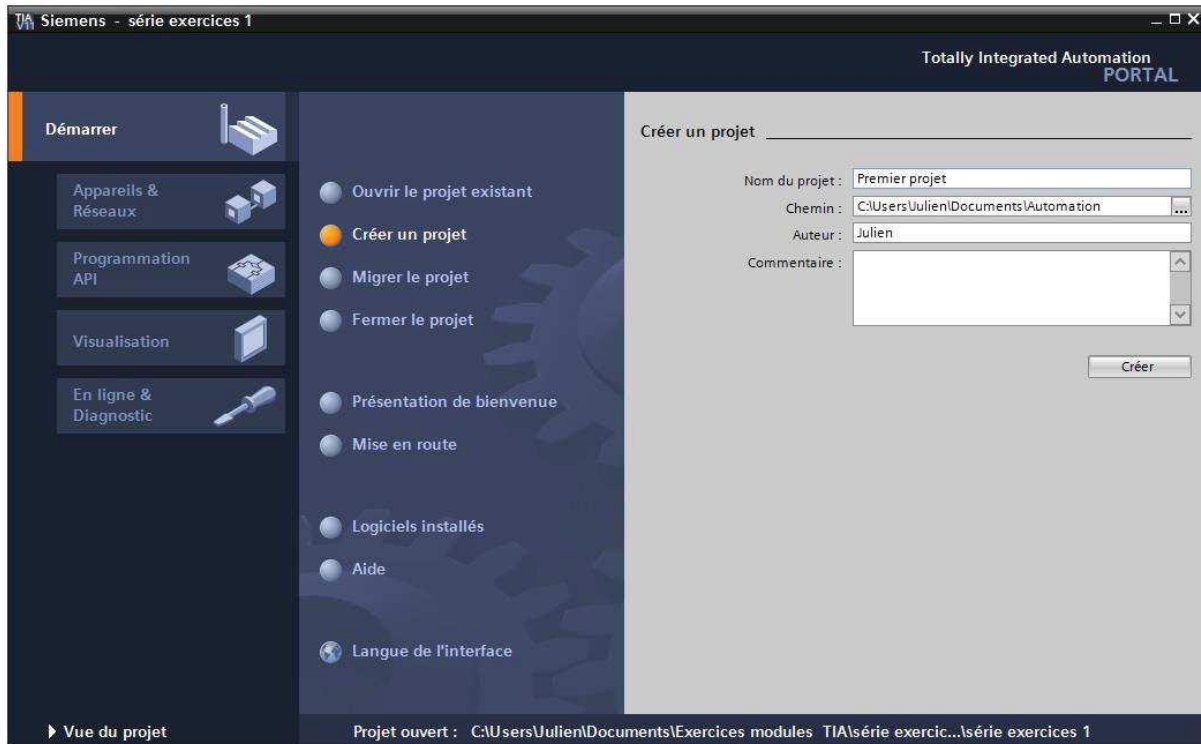 TIA V11 Siemens - série exercices 1
Totally Integrated Automation
PORTAL
Démarrer
Appareils &
Réseaux
Programmation
API
Visualisation
En ligne &
Diagnostic
Vue du projet
Ouvrir le projet existant
Créer un projet
Migrer le projet
Fermer le projet
Présentation de bienvenue
Mise en route
Logiciels installés
Aide
Langue de l'interface
Créer un projet
Nom du projet : Premier projet
Chemin : C:\Users\Julien\Documents\Automation ...
Auteur : Julien
Commentaire :
Créer
Projet ouvert : C:\Users\Julien\Documents\Exercices modules TIA\série exercic...\série exercices 1